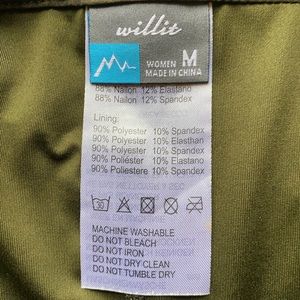 willit
WOMEN M
MADE IN CHINA
88% Nailon 12% Elastano
88% Nailon 12% Spandex
Lining:
90% Polyester 10% Spandex
90% Polyester 10% Elasthan
90% Polyester 10% Spandex
90% Poliéster 10% Elastano
90% Poliestere 10% Spandex
MACHINE WASHABLE
DO NOT BLEACH
DO NOT IRON
DO NOT DRY CLEAN
DO NOT TUMBLE DRY